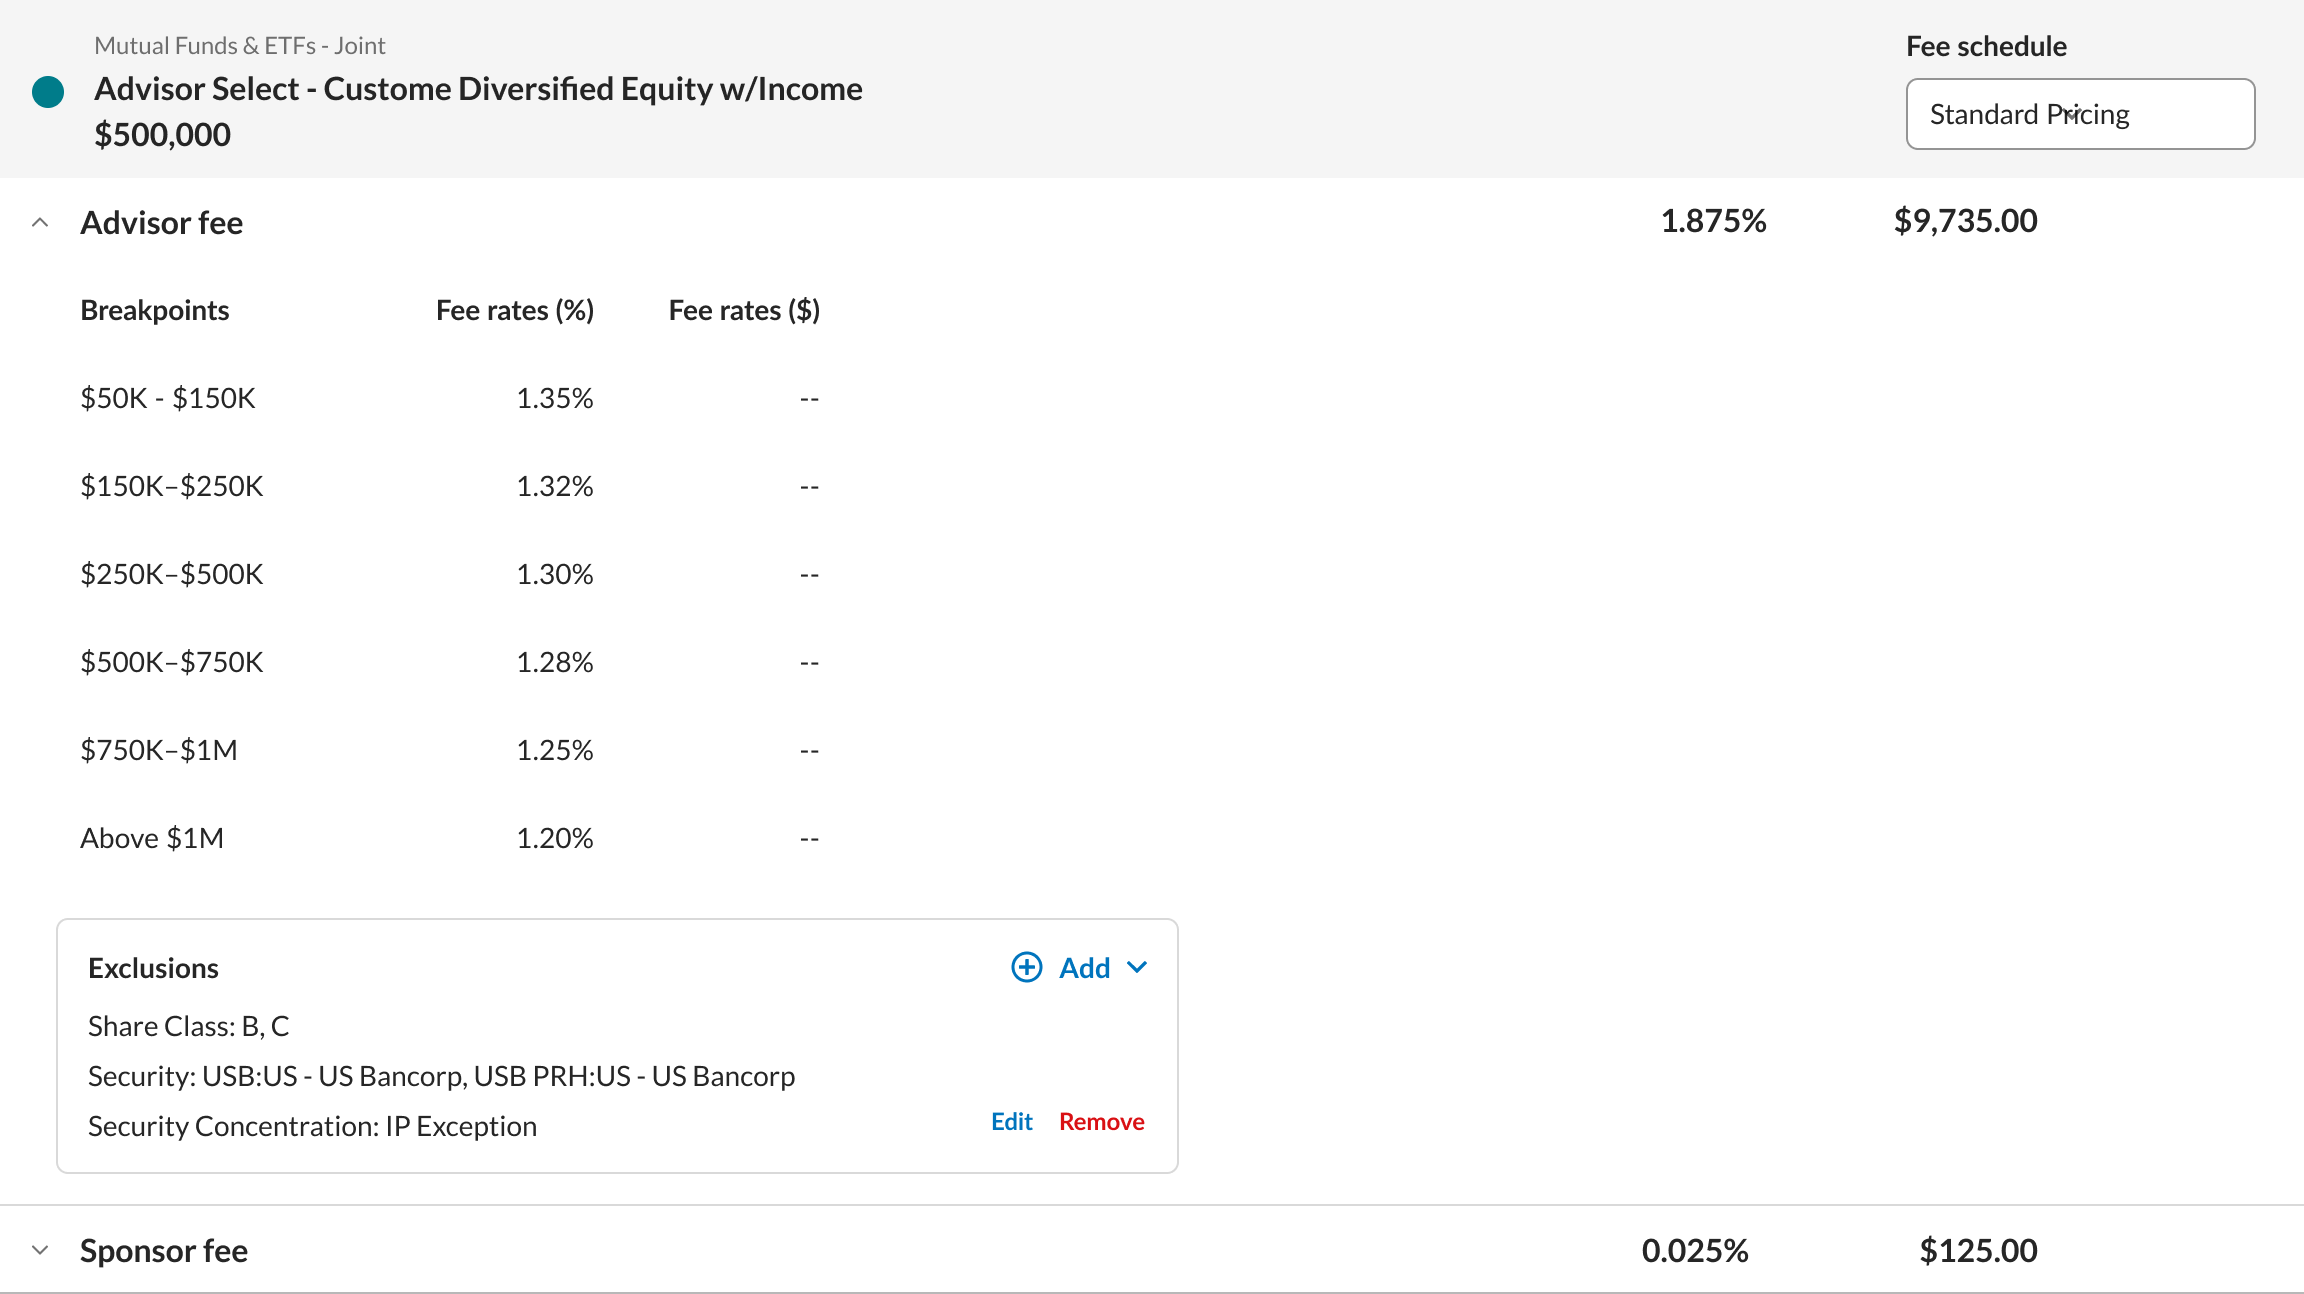 Mutual Funds & ETFs - Joint
Advisor Select - Custome Diversified Equity w/Income
$500,000
Fee schedule
Standard Pricing
Advisor fee 1.875% $9,735.00
Breakpoints Fee rates (%) Fee rates ($)
$50K - $150K 1.35% --
$150K–$250K 1.32% --
$250K–$500K 1.30% --
$500K–$750K 1.28% --
$750K–$1M 1.25% --
Above $1M 1.20% --
Exclusions Add
Share Class: B, C
Security: USB:US - US Bancorp, USB PRH:US - US Bancorp
Security Concentration: IP Exception Edit Remove
Sponsor fee 0.025% $125.00